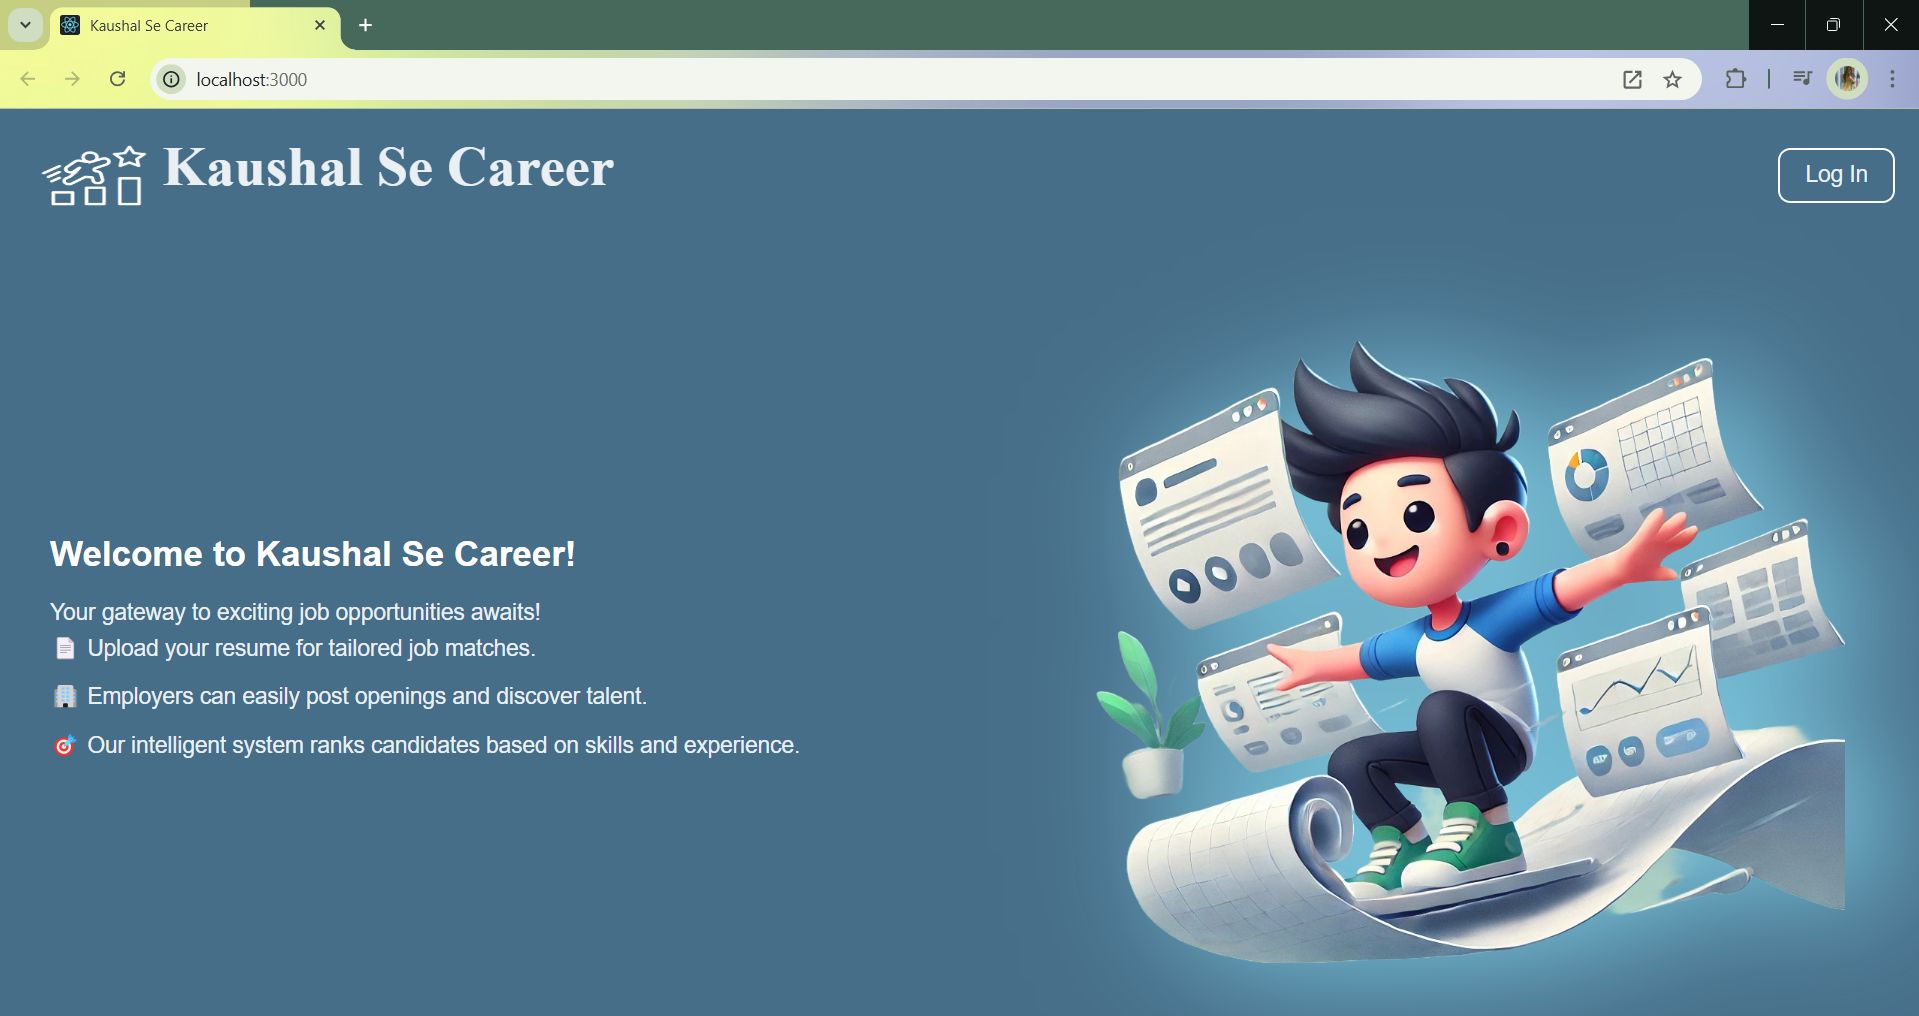 Kaushal Se Career
localhost:3000
Kaushal Se Career
Log In
Welcome to Kaushal Se Career!
Your gateway to exciting job opportunities awaits!
📄 Upload your resume for tailored job matches.
🏢 Employers can easily post openings and discover talent.
🎯 Our intelligent system ranks candidates based on skills and experience.